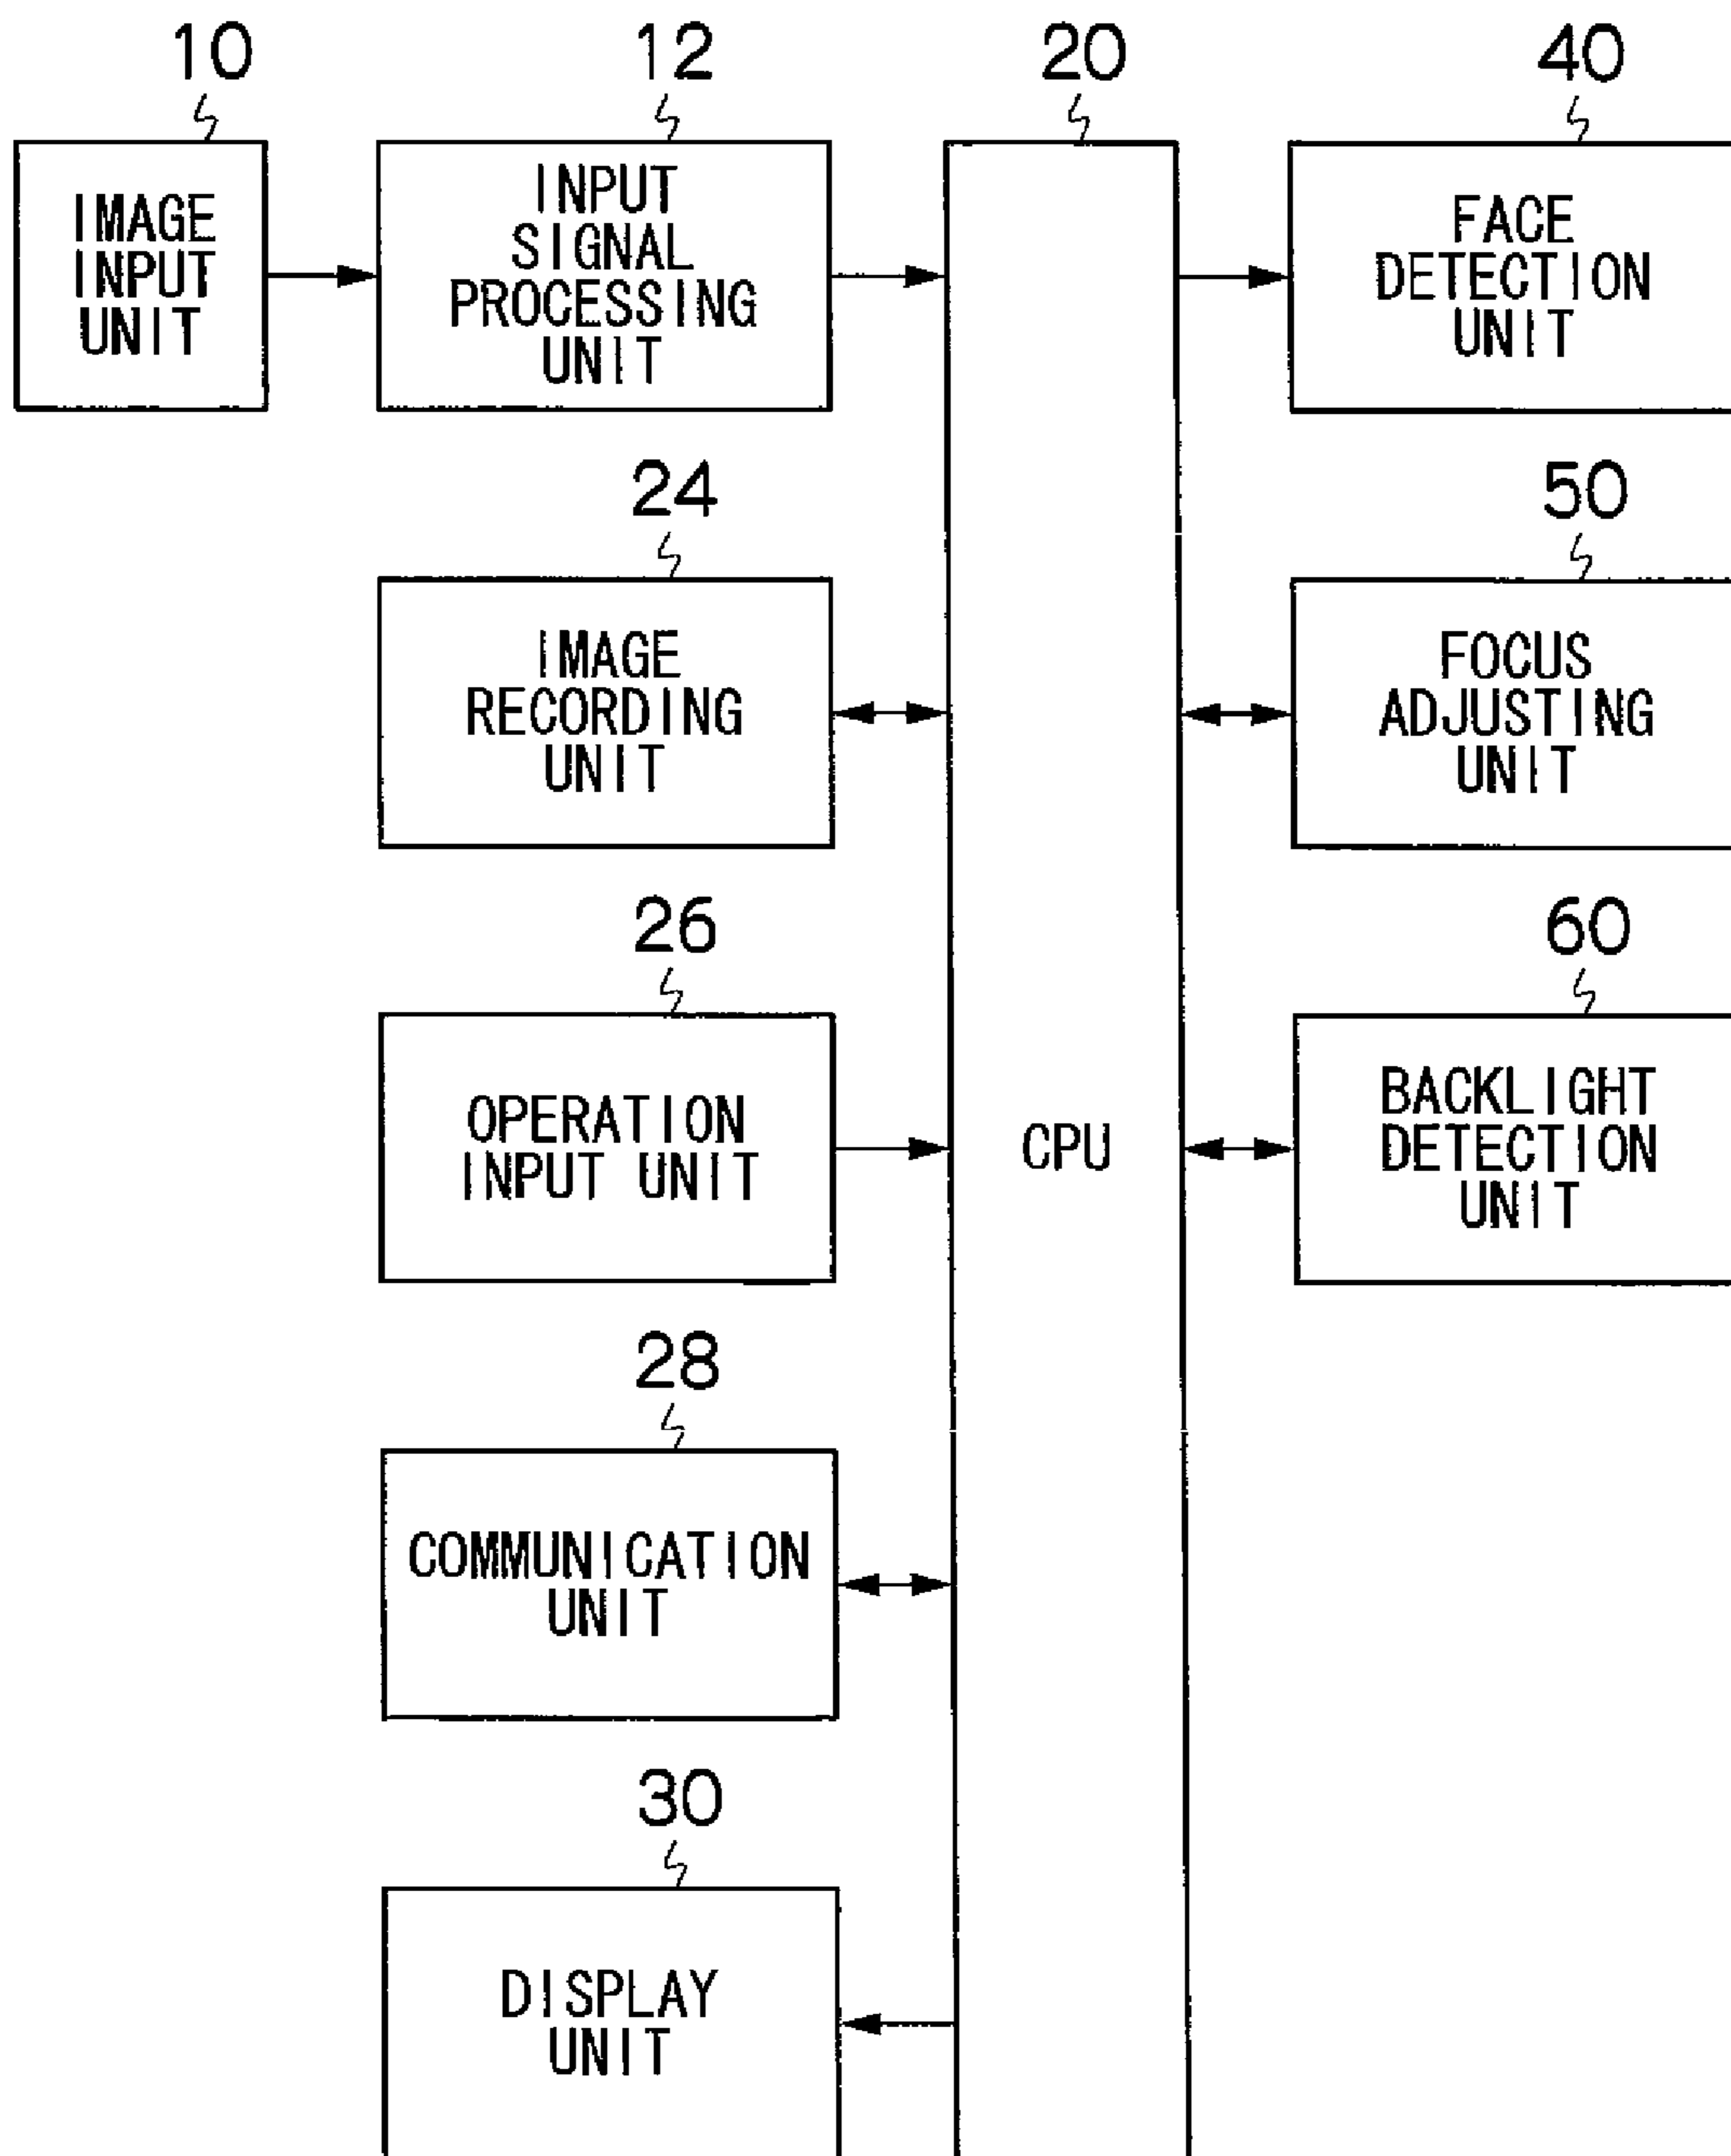 10
IMAGE
INPUT
UNIT
12
INPUT
SIGNAL
PROCESSING
UNIT
20
CPU
40
FACE
DETECTION
UNIT
24
IMAGE
RECORDING
UNIT
50
FOCUS
ADJUSTING
UNIT
26
OPERATION
INPUT UNIT
60
BACKLIGHT
DETECTION
UNIT
28
COMMUNICATION
UNIT
30
DISPLAY
UNIT